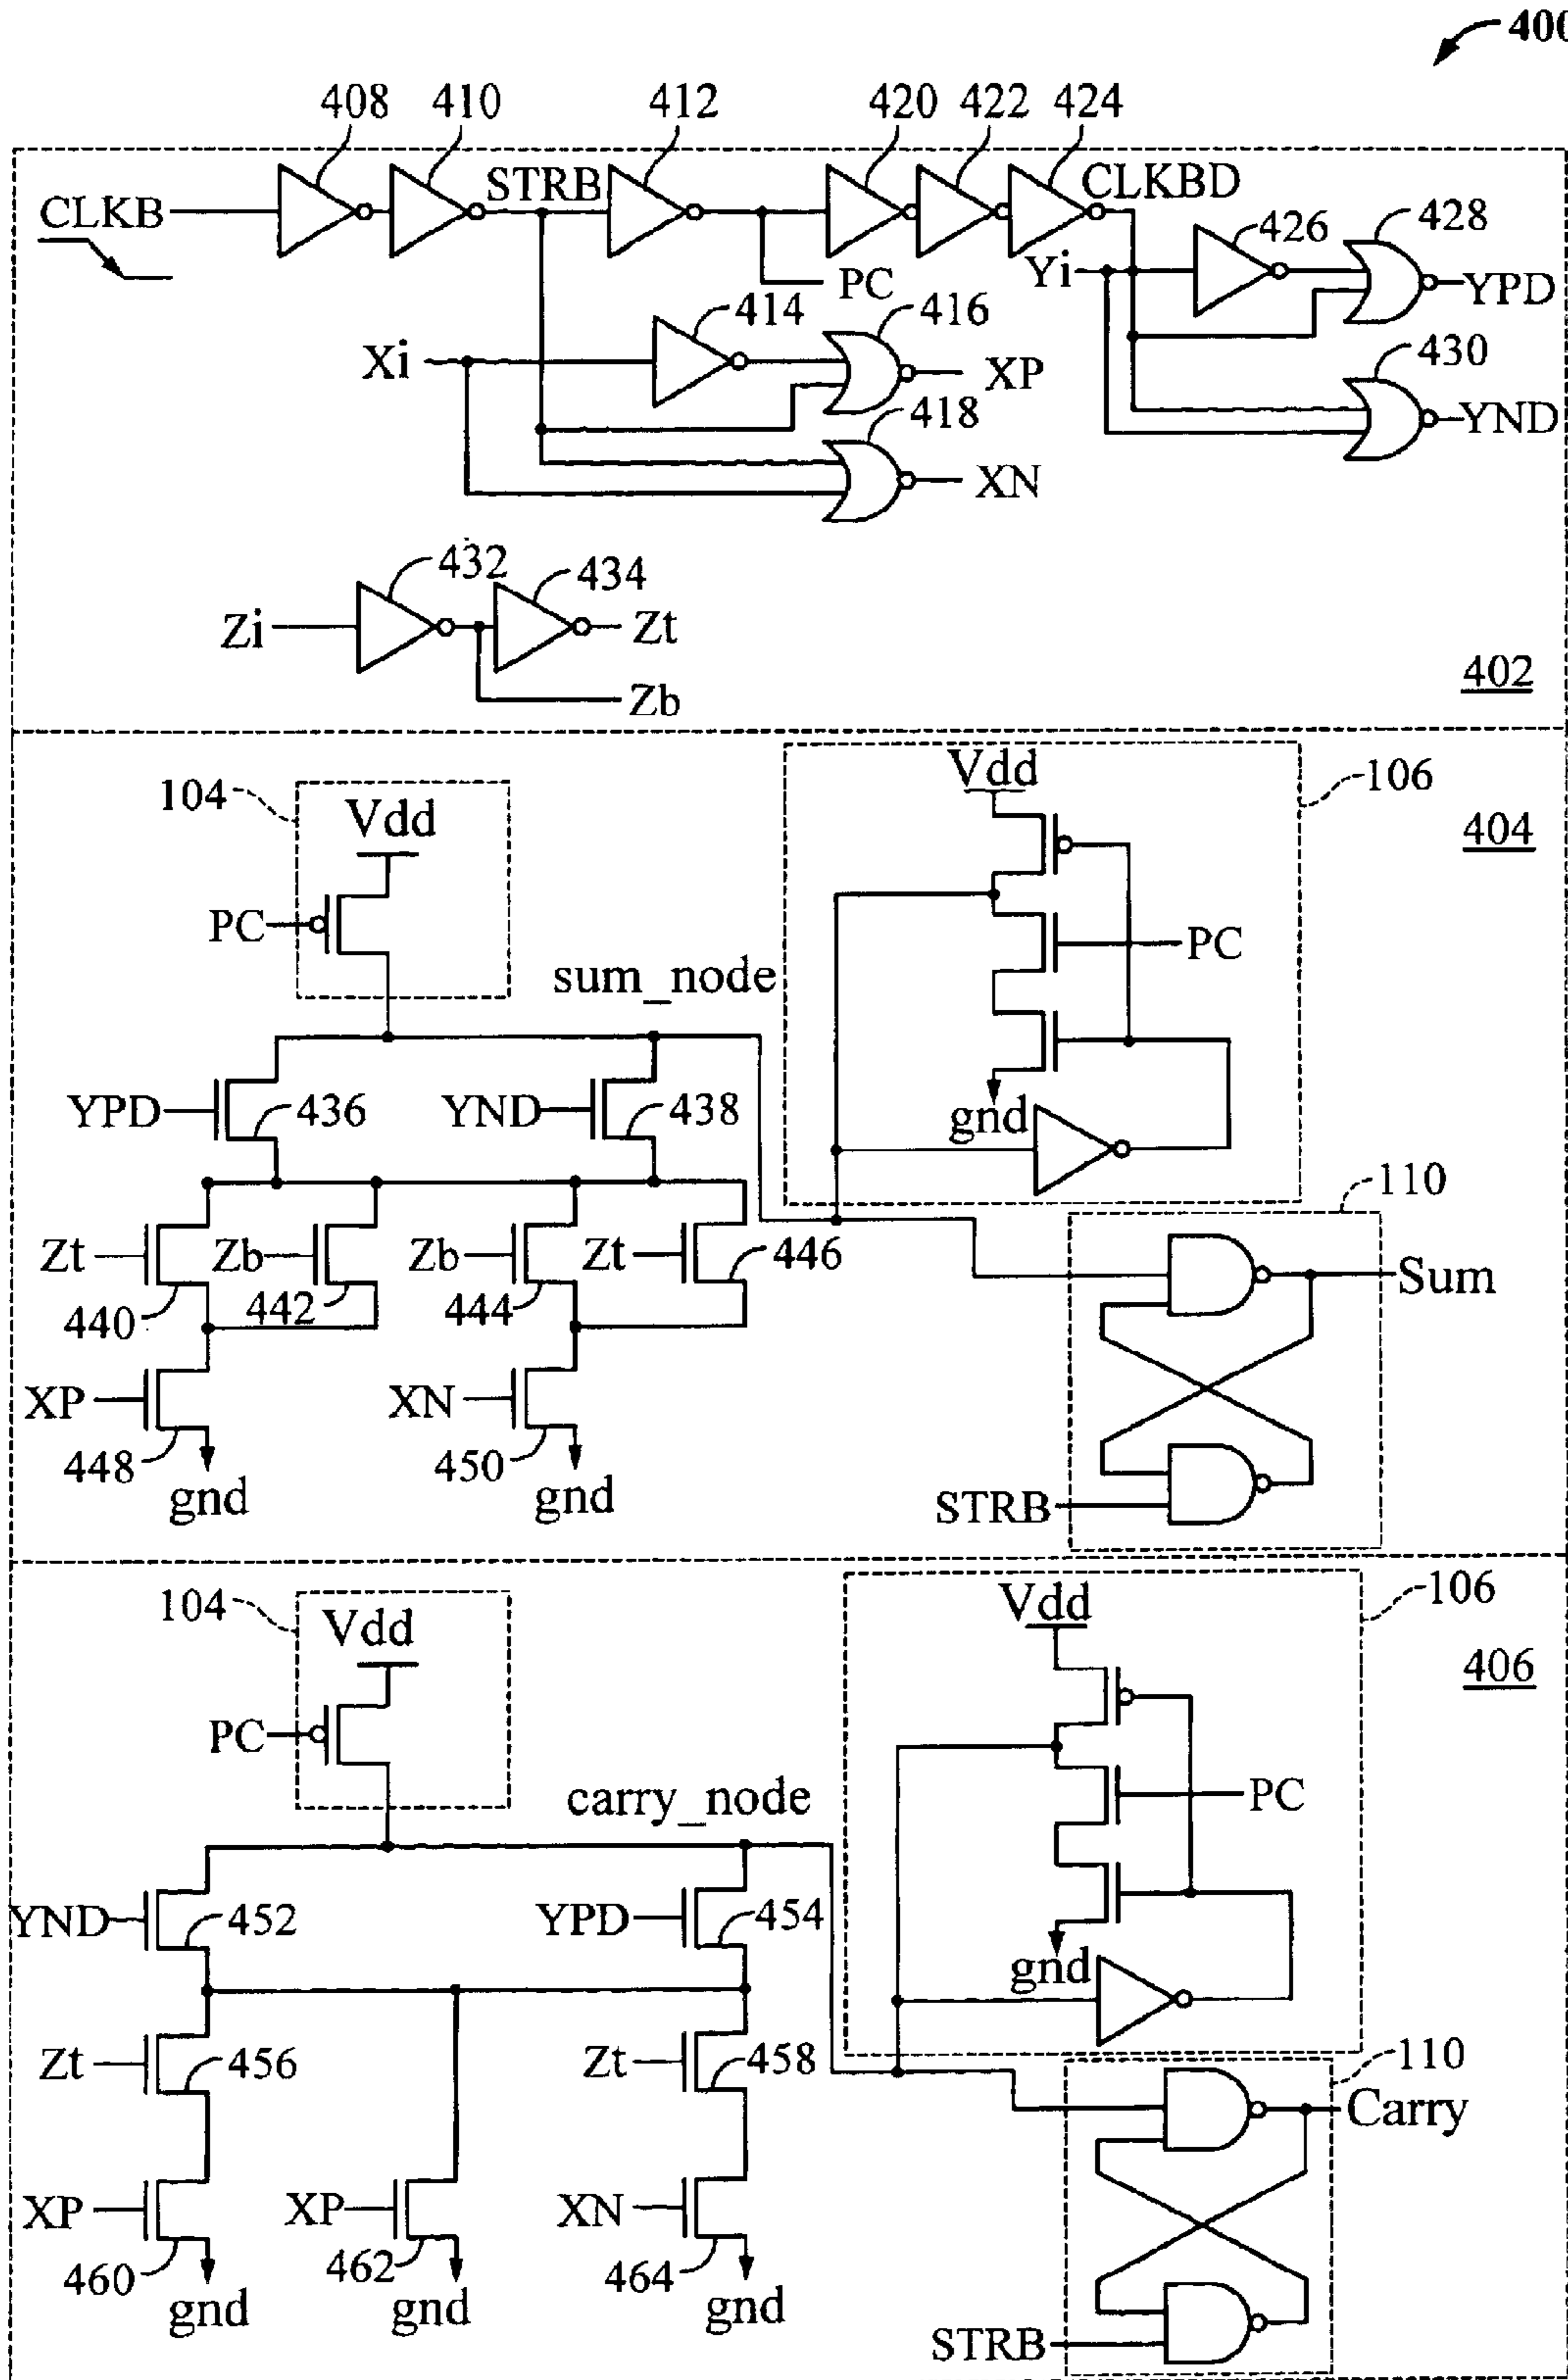 400
408 410 412 420 422 424
CLKB STRB CLKBD
426 428
Yi PC YPD
414 416 430
Xi XP YND
418
XN
432 434
Zi Zt
Zb
402
104 Vdd Vdd 106 404
PC PC
sum_node
YPD 436 YND 438 gnd
110
Zt Zb Zb Zt 446 Sum
440 442 444
XP XN
448 450
gnd gnd STRB
104 Vdd Vdd 106
406
PC PC
carry_node
YND 452 YPD 454
gnd
Zt 456 Zt 458 110
Carry
XP XP XN
460 462 464
gnd gnd gnd
STRB